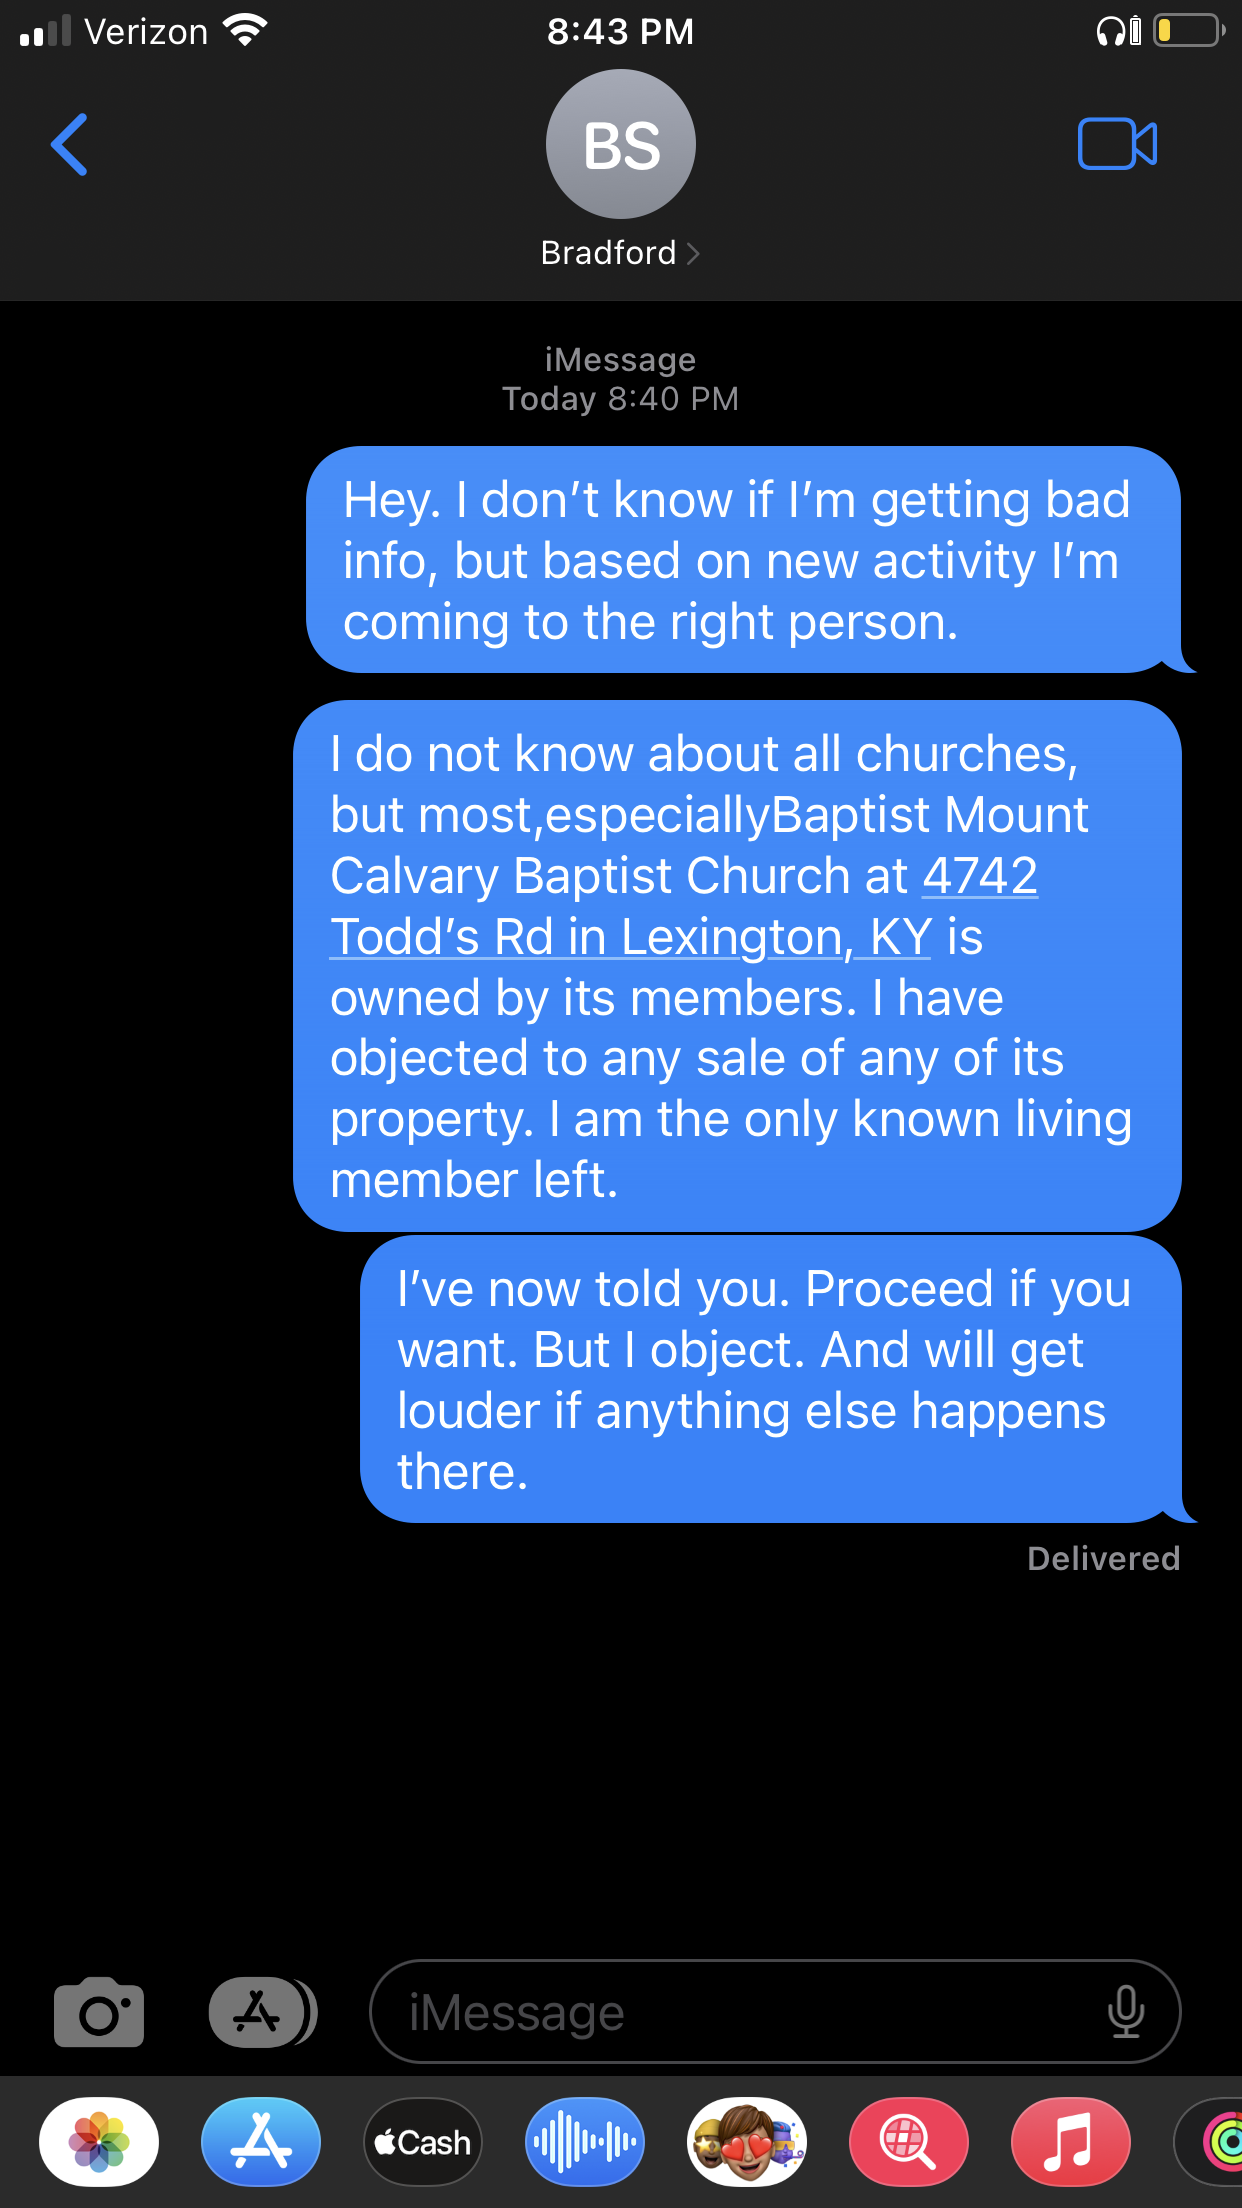 Verizon 8:43 PM
BS
Bradford
iMessage
Today 8:40 PM
Hey. I don’t know if I’m getting bad
info, but based on new activity I’m
coming to the right person.
I do not know about all churches,
but most,especiallyBaptist Mount
Calvary Baptist Church at 4742
Todd’s Rd in Lexington, KY is
owned by its members. I have
objected to any sale of any of its
property. I am the only known living
member left.
I’ve now told you. Proceed if you
want. But I object. And will get
louder if anything else happens
there.
Delivered
iMessage
Cash